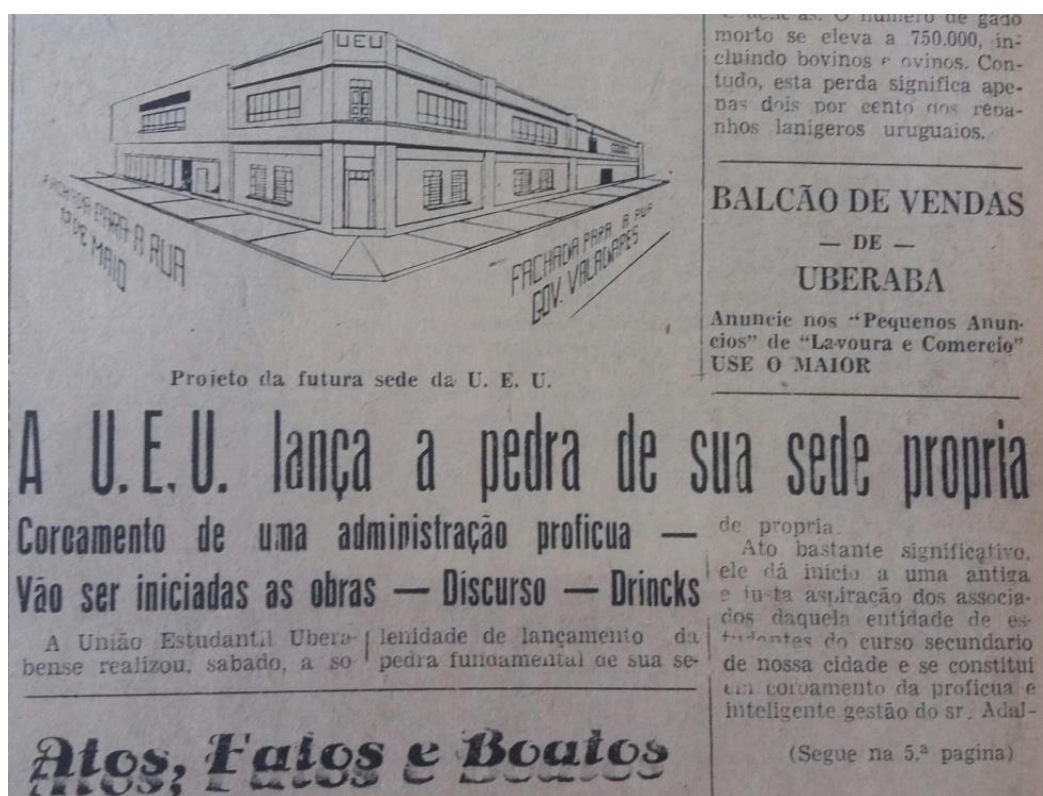 UEU
FACHADA PARA A RUA
13 DE MAIO
FACHADA PARA A RUA
GOV. VALADARES
Projeto da futura sede da U. E. U.
A U.E.U. lança a pedra de sua sede propria
Coroamento de uma administração proficua —
Vão ser iniciadas as obras — Discurso — Drincks
A União Estudantil Ubera-
bense realizou, sabado, a so
lenidade de lançamento da
pedra fundamental de sua se-
de propria.
Ato bastante significativo,
ele dá inicio a uma antiga
e justa aspiração dos associa-
dos daquela entidade de es-
tudantes do curso secundario
de nossa cidade e se constitui
em coroamento da proficua e
inteligente gestão do sr. Adal-
(Segue na 5.ª pagina)
Atos, Fatos e Boatos
O numero de gado
morto se eleva a 750.000, in-
cluindo bovinos e ovinos. Con-
tudo, esta perda significa ape-
nas dois por cento dos reba-
nhos lanigeros uruguaios.
BALCÃO DE VENDAS
— DE —
UBERABA
Anuncie nos "Pequenos Anun-
cios" de "Lavoura e Comercio"
USE O MAIOR